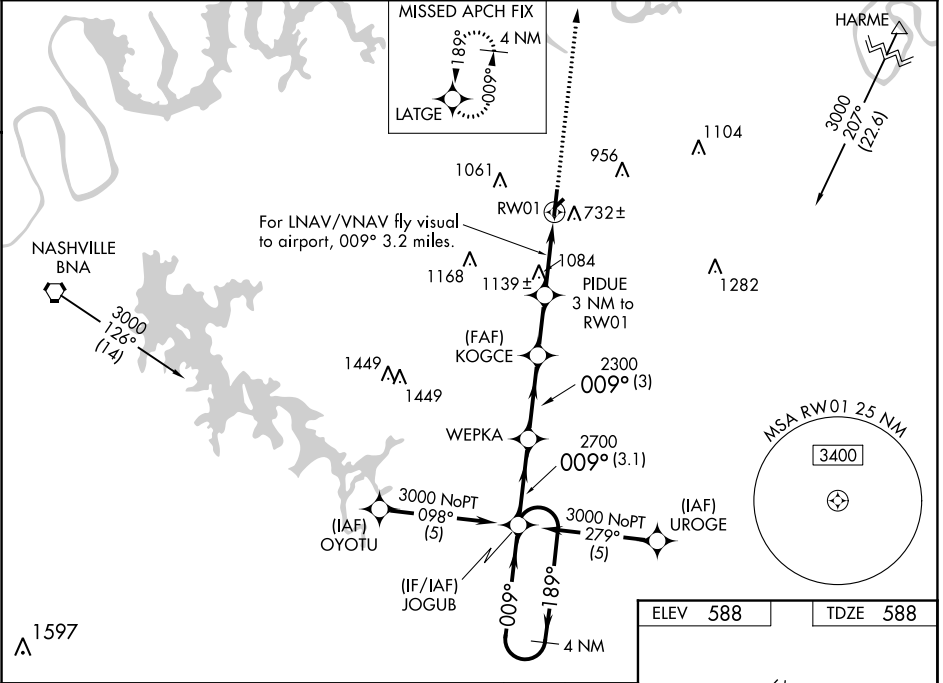 MISSED APCH FIX
4 NM
189°
009°
LATGE
HARME
3000
207°
(22.6)
1104
956
1061
RW01
732±
For LNAV/VNAV fly visual
to airport, 009° 3.2 miles.
NASHVILLE
BNA
3000
126°
(14)
1168
1084
1139±
1282
PIDUE
3 NM to
RW01
(FAF)
KOGCE
1449
1449
2300
009° (3)
WEPKA
2700
009° (3.1)
MSA RW01 25 NM
3400
3000 NoPT
098°
(5)
(IAF)
OYOTU
3000 NoPT
279°
(5)
(IAF)
UROGE
(IF/IAF)
JOGUB
009°
189°
4 NM
1597
ELEV 588
TDZE 588